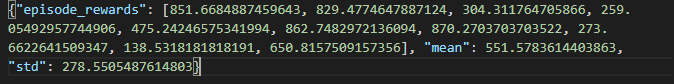 {"episode_rewards": [851.6684887459643, 829.4774647887124, 304.311764705866, 259.
05492957744906, 475.24246575341994, 862.7482972136094, 870.2703703703522, 273.
6622641509347, 138.5318181818191, 650.8157509157356], "mean": 551.5783614403863,
"std": 278.5505487614803}